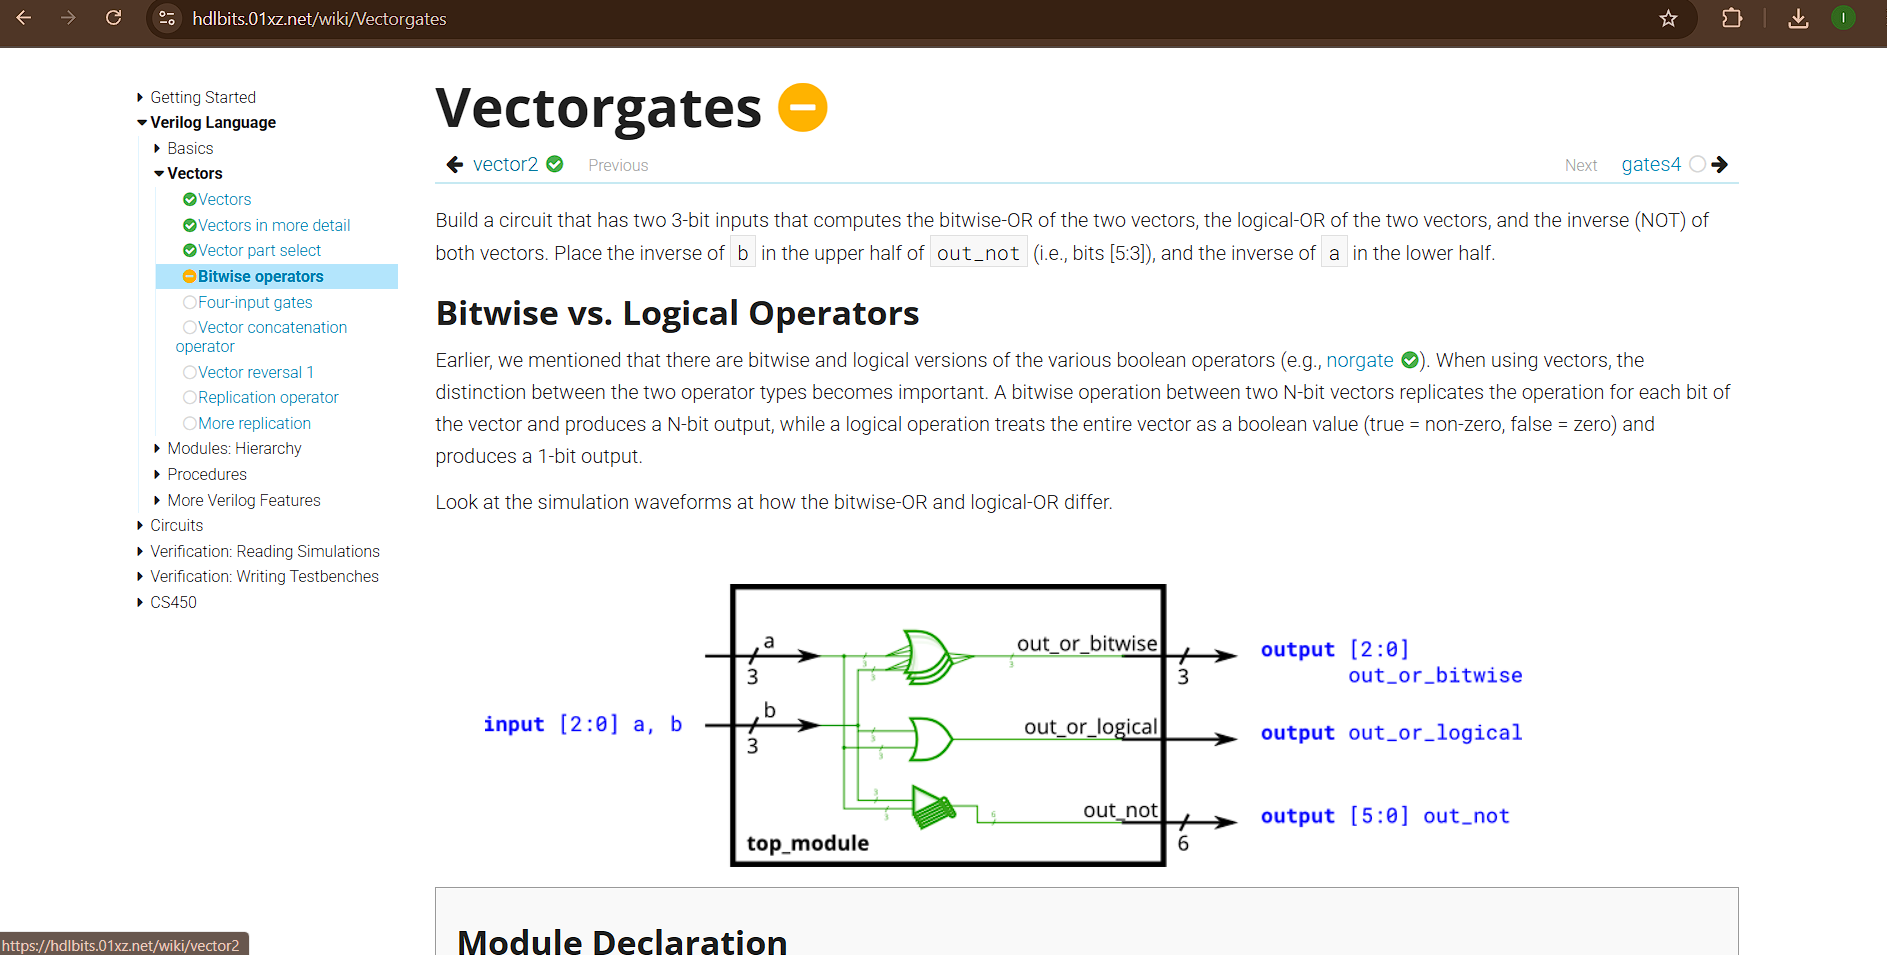 hdlbits.01xz.net/wiki/Vectorgates
I
Getting Started
Verilog Language
Basics
Vectors
Vectors
Vectors in more detail
Vector part select
Bitwise operators
Four-input gates
Vector concatenation
operator
Vector reversal 1
Replication operator
More replication
Modules: Hierarchy
Procedures
More Verilog Features
Circuits
Verification: Reading Simulations
Verification: Writing Testbenches
CS450
Vectorgates
vector2 Previous Next gates4
Build a circuit that has two 3-bit inputs that computes the bitwise-OR of the two vectors, the logical-OR of the two vectors, and the inverse (NOT) of
both vectors. Place the inverse of b in the upper half of out_not (i.e., bits [5:3]), and the inverse of a in the lower half.
Bitwise vs. Logical Operators
Earlier, we mentioned that there are bitwise and logical versions of the various boolean operators (e.g., norgate ). When using vectors, the
distinction between the two operator types becomes important. A bitwise operation between two N-bit vectors replicates the operation for each bit of
the vector and produces a N-bit output, while a logical operation treats the entire vector as a boolean value (true = non-zero, false = zero) and
produces a 1-bit output.
Look at the simulation waveforms at how the bitwise-OR and logical-OR differ.
input [2:0] a, b
a
3
b
3
3
3
3
3
3
3
3
6
out_or_bitwise
3
out_or_logical
out_not
6
top_module
output [2:0]
out_or_bitwise
output out_or_logical
output [5:0] out_not
Module Declaration
https://hdlbits.01xz.net/wiki/vector2